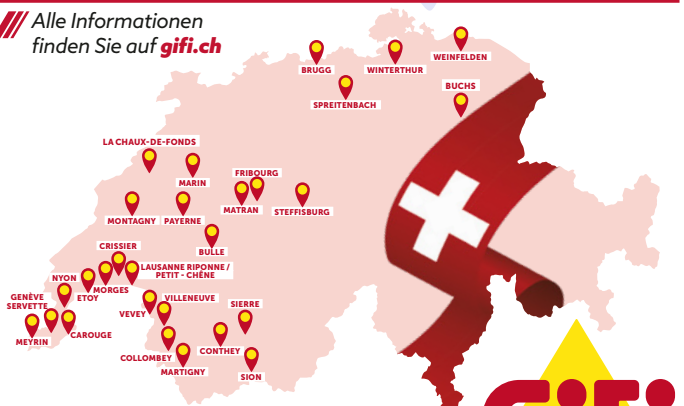 Alle Informationen
finden Sie auf gifi.ch
BRUGG
WINTERTHUR
WEINFELDEN
SPREITENBACH
BUCHS
LA CHAUX-DE-FONDS
MARIN
FRIBOURG
MATRAN
STEFFISBURG
MONTAGNY
PAYERNE
BULLE
CRISSIER
LAUSANNE RIPONNE /
PETIT - CHÊNE
NYON
MORGES
ETOY
GENÈVE
SERVETTE
VILLENEUVE
VEVEY
SIERRE
CAROUGE
MEYRIN
COLLOMBEY
CONTHEY
MARTIGNY
SION
GiFi